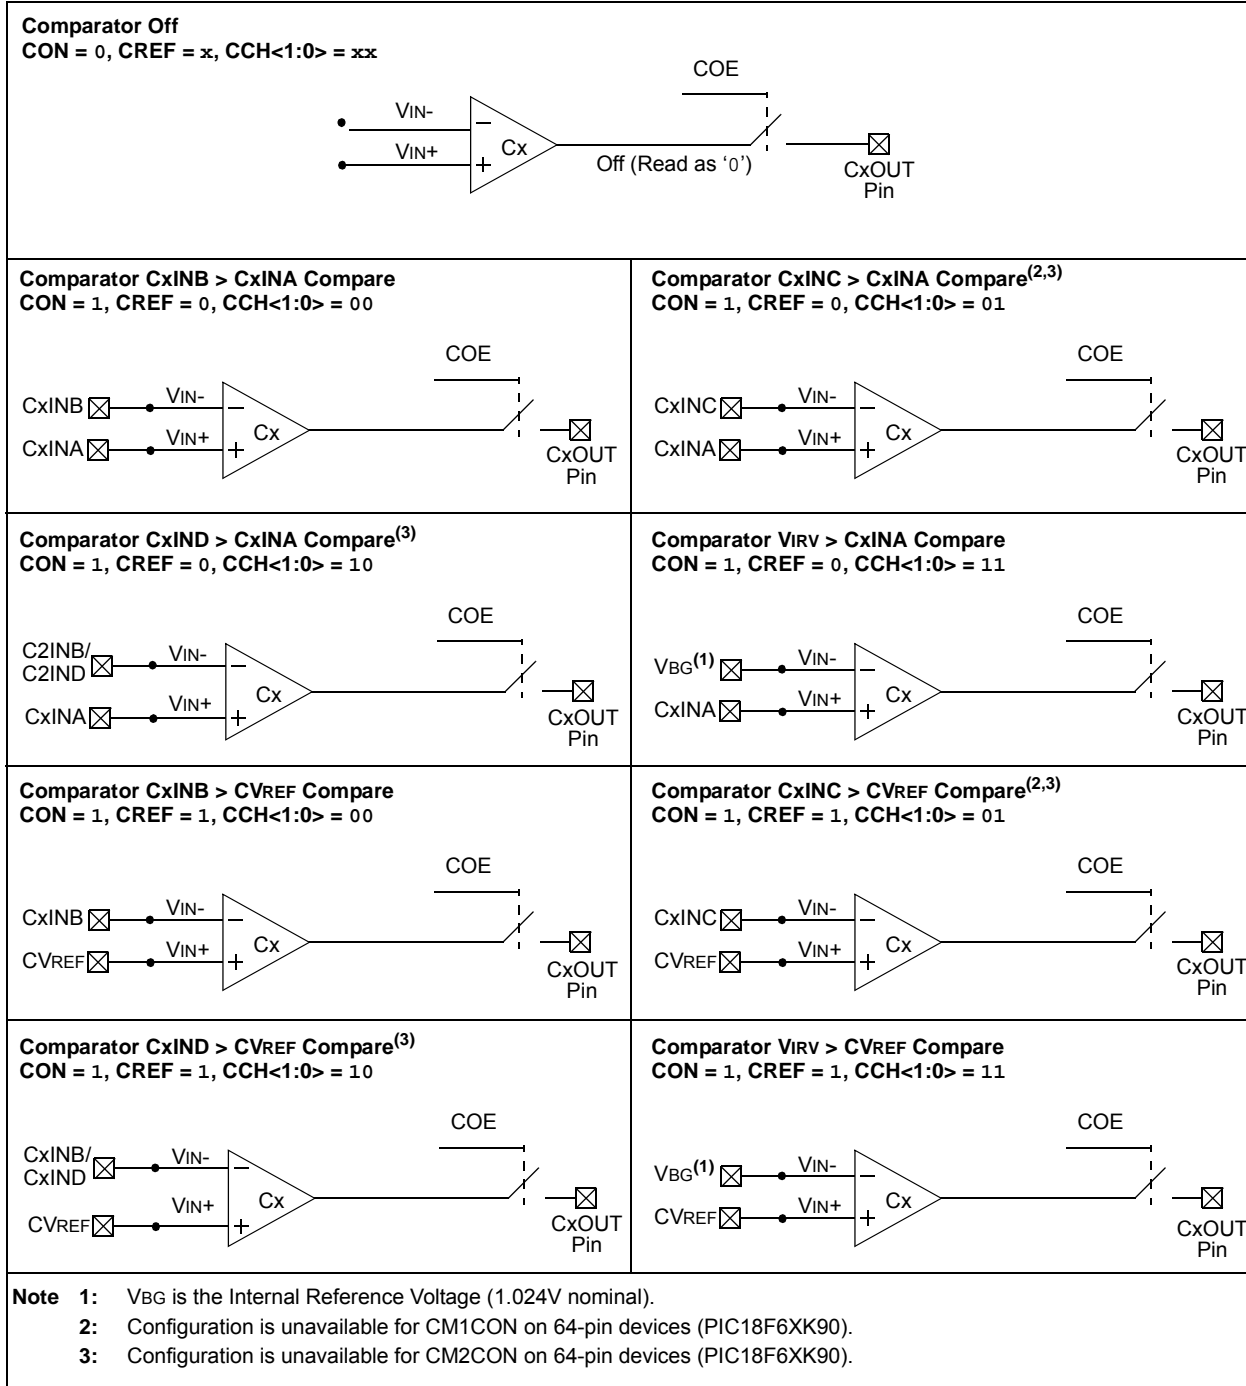 Comparator Off
CON = 0, CREF = x, CCH<1:0> = xx
COE
VIN-
VIN+
Cx
Off (Read as ‘0’)
CxOUT
Pin
Comparator CxINB > CxINA Compare
CON = 1, CREF = 0, CCH<1:0> = 00
COE
CxINB
VIN-
CxINA
VIN+
Cx
CxOUT
Pin
Comparator CxINC > CxINA Compare(2,3)
CON = 1, CREF = 0, CCH<1:0> = 01
COE
CxINC
VIN-
CxINA
VIN+
Cx
CxOUT
Pin
Comparator CxIND > CxINA Compare(3)
CON = 1, CREF = 0, CCH<1:0> = 10
COE
C2INB/
C2IND
VIN-
CxINA
VIN+
Cx
CxOUT
Pin
Comparator VIRV > CxINA Compare
CON = 1, CREF = 0, CCH<1:0> = 11
COE
VBG(1)
VIN-
CxINA
VIN+
Cx
CxOUT
Pin
Comparator CxINB > CVREF Compare
CON = 1, CREF = 1, CCH<1:0> = 00
COE
CxINB
VIN-
CVREF
VIN+
Cx
CxOUT
Pin
Comparator CxINC > CVREF Compare(2,3)
CON = 1, CREF = 1, CCH<1:0> = 01
COE
CxINC
VIN-
CVREF
VIN+
Cx
CxOUT
Pin
Comparator CxIND > CVREF Compare(3)
CON = 1, CREF = 1, CCH<1:0> = 10
COE
CxINB/
CxIND
VIN-
CVREF
VIN+
Cx
CxOUT
Pin
Comparator VIRV > CVREF Compare
CON = 1, CREF = 1, CCH<1:0> = 11
COE
VBG(1)
VIN-
CVREF
VIN+
Cx
CxOUT
Pin
Note 1: VBG is the Internal Reference Voltage (1.024V nominal).
2: Configuration is unavailable for CM1CON on 64-pin devices (PIC18F6XK90).
3: Configuration is unavailable for CM2CON on 64-pin devices (PIC18F6XK90).